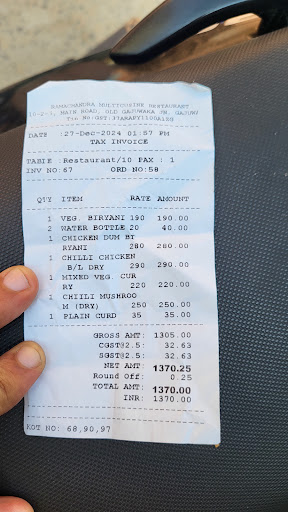 RAMACHANDRA MULTICUSINE RESTAURANT
MAIN ROAD, OLD GAJUWAKA
DATE :27-Dec-2024 01:57 PM
TAX INVOICE
TABLE :Restaurant/10 PAX : 1
INV NO:67 ORD NO:58
QTY ITEM RATE AMOUNT
1 VEG. BIRYANI 190 190.00
2 WATER BOTTLE 20 40.00
1 CHICKEN DUM BI
RYANI 280 280.00
1 CHILLI CHICKEN
B/L DRY 290 290.00
1 MIXED VEG. CUR
RY 220 220.00
1 CHIILI MUSHROO
M (DRY) 250 250.00
1 PLAIN CURD 35 35.00
GROSS AMT: 1305.00
CGST@2.5: 32.63
SGST@2.5: 32.63
NET AMT: 1370.25
Round Off: 0.25
TOTAL AMT: 1370.00
INR: 1370.00
KOT NO: 68,90,97